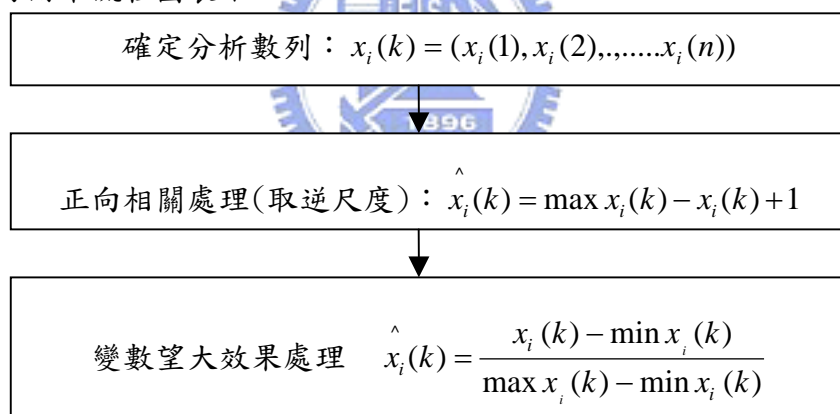 確定分析數列：x_i(k) = (x_i(1), x_i(2),.,.....x_i(n))
1896
正向相關處理(取逆尺度)：x̂_i(k) = max x_i(k) − x_i(k) + 1
變數望大效果處理 x̂_i(k) = (x_i(k) − min x_i(k)) / (max x_i(k) − min x_i(k))